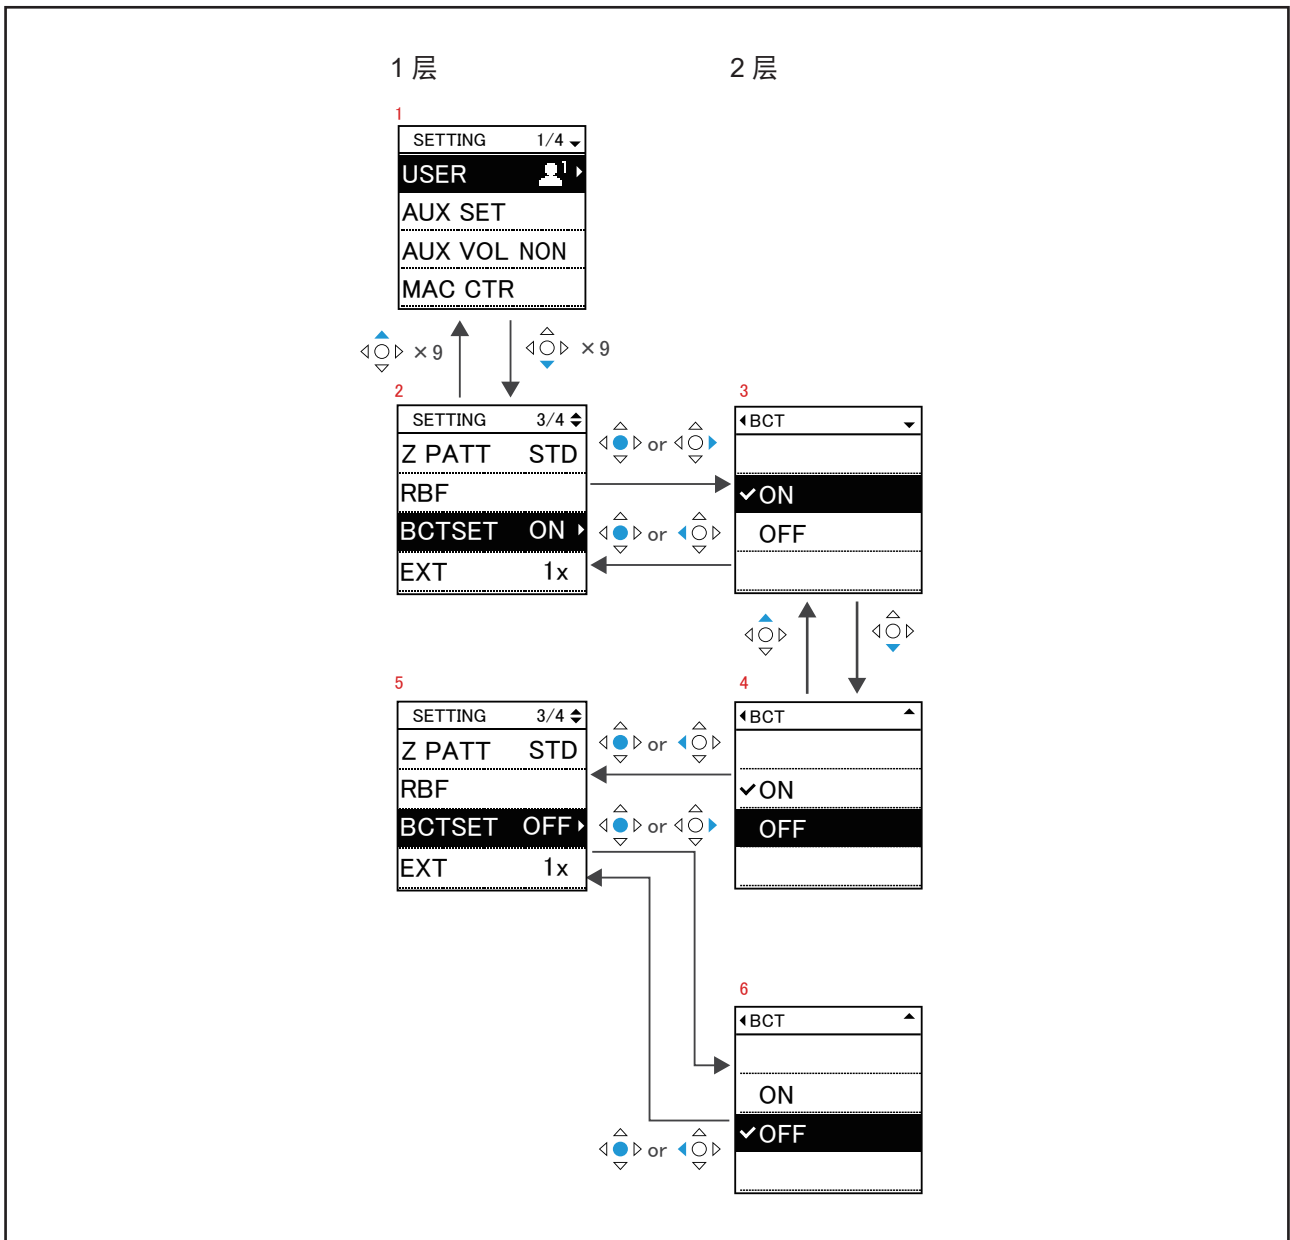 1 层
2 层
1
SETTING 1/4
USER 1
AUX SET
AUX VOL NON
MAC CTR
×9
×9
2
SETTING 3/4
Z PATT STD
RBF
BCTSET ON
EXT 1x
or
or
3
BCT
✓ON
OFF
5
SETTING 3/4
Z PATT STD
RBF
BCTSET OFF
EXT 1x
or
or
4
BCT
✓ON
OFF
6
BCT
ON
✓OFF
or